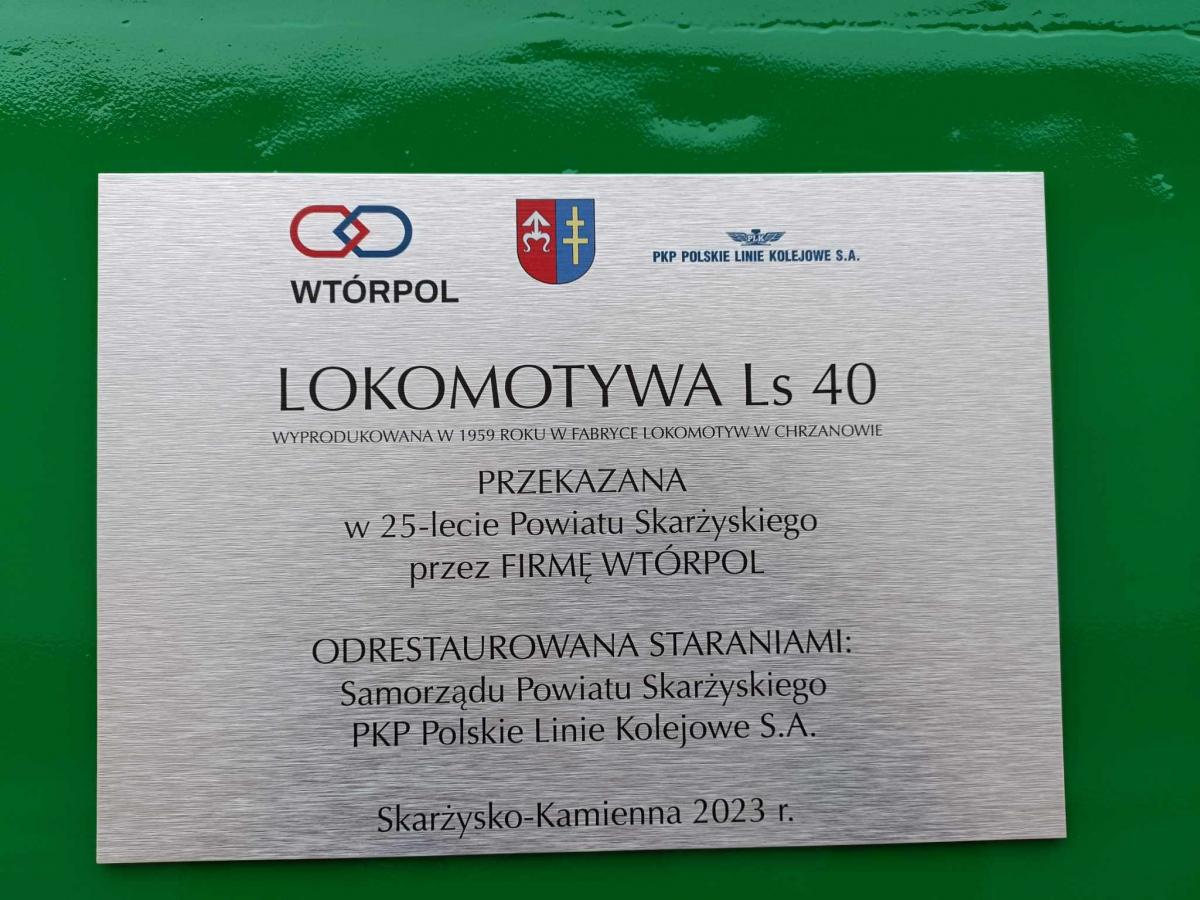 WTÓRPOL
PLK
PKP POLSKIE LINIE KOLEJOWE S.A.
LOKOMOTYWA Ls 40
WYPRODUKOWANA W 1959 ROKU W FABRYCE LOKOMOTYW W CHRZANOWIE
PRZEKAZANA
w 25-lecie Powiatu Skarżyskiego
przez FIRMĘ WTÓRPOL
ODRESTAUROWANA STARANIAMI:
Samorządu Powiatu Skarżyskiego
PKP Polskie Linie Kolejowe S.A.
Skarżysko-Kamienna 2023 r.